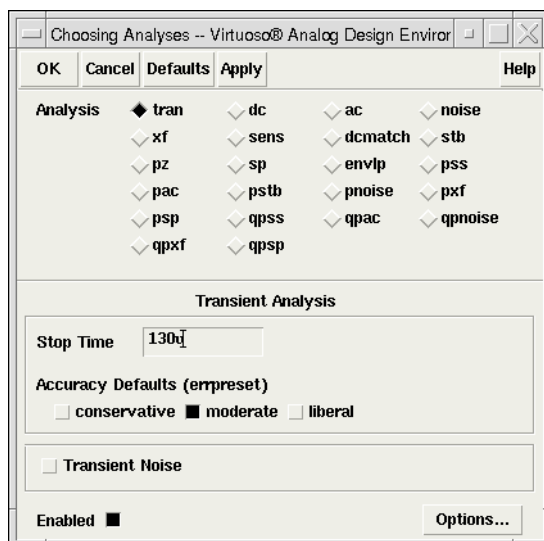 Choosing Analyses -- Virtuoso® Analog Design Enviror
OK Cancel Defaults Apply Help
Analysis tran dc ac noise
xf sens dcmatch stb
pz sp envlp pss
pac pstb pnoise pxf
psp qpss qpac qpnoise
qpxf qpsp
Transient Analysis
Stop Time 130u
Accuracy Defaults (errpreset)
conservative moderate liberal
Transient Noise
Enabled Options...